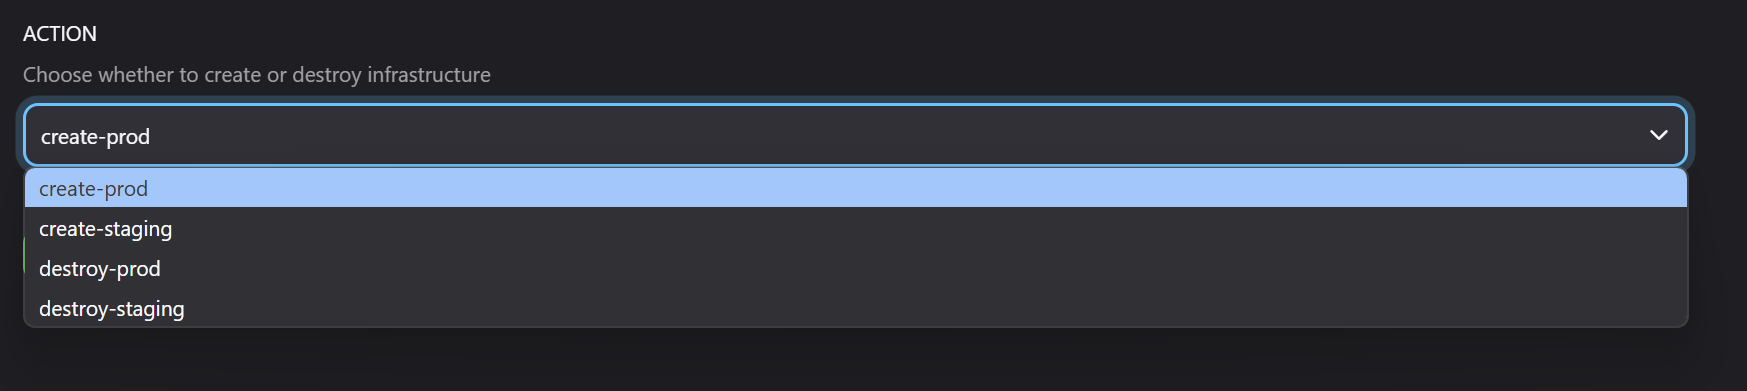 ACTION
Choose whether to create or destroy infrastructure
create-prod
create-prod
create-staging
destroy-prod
destroy-staging